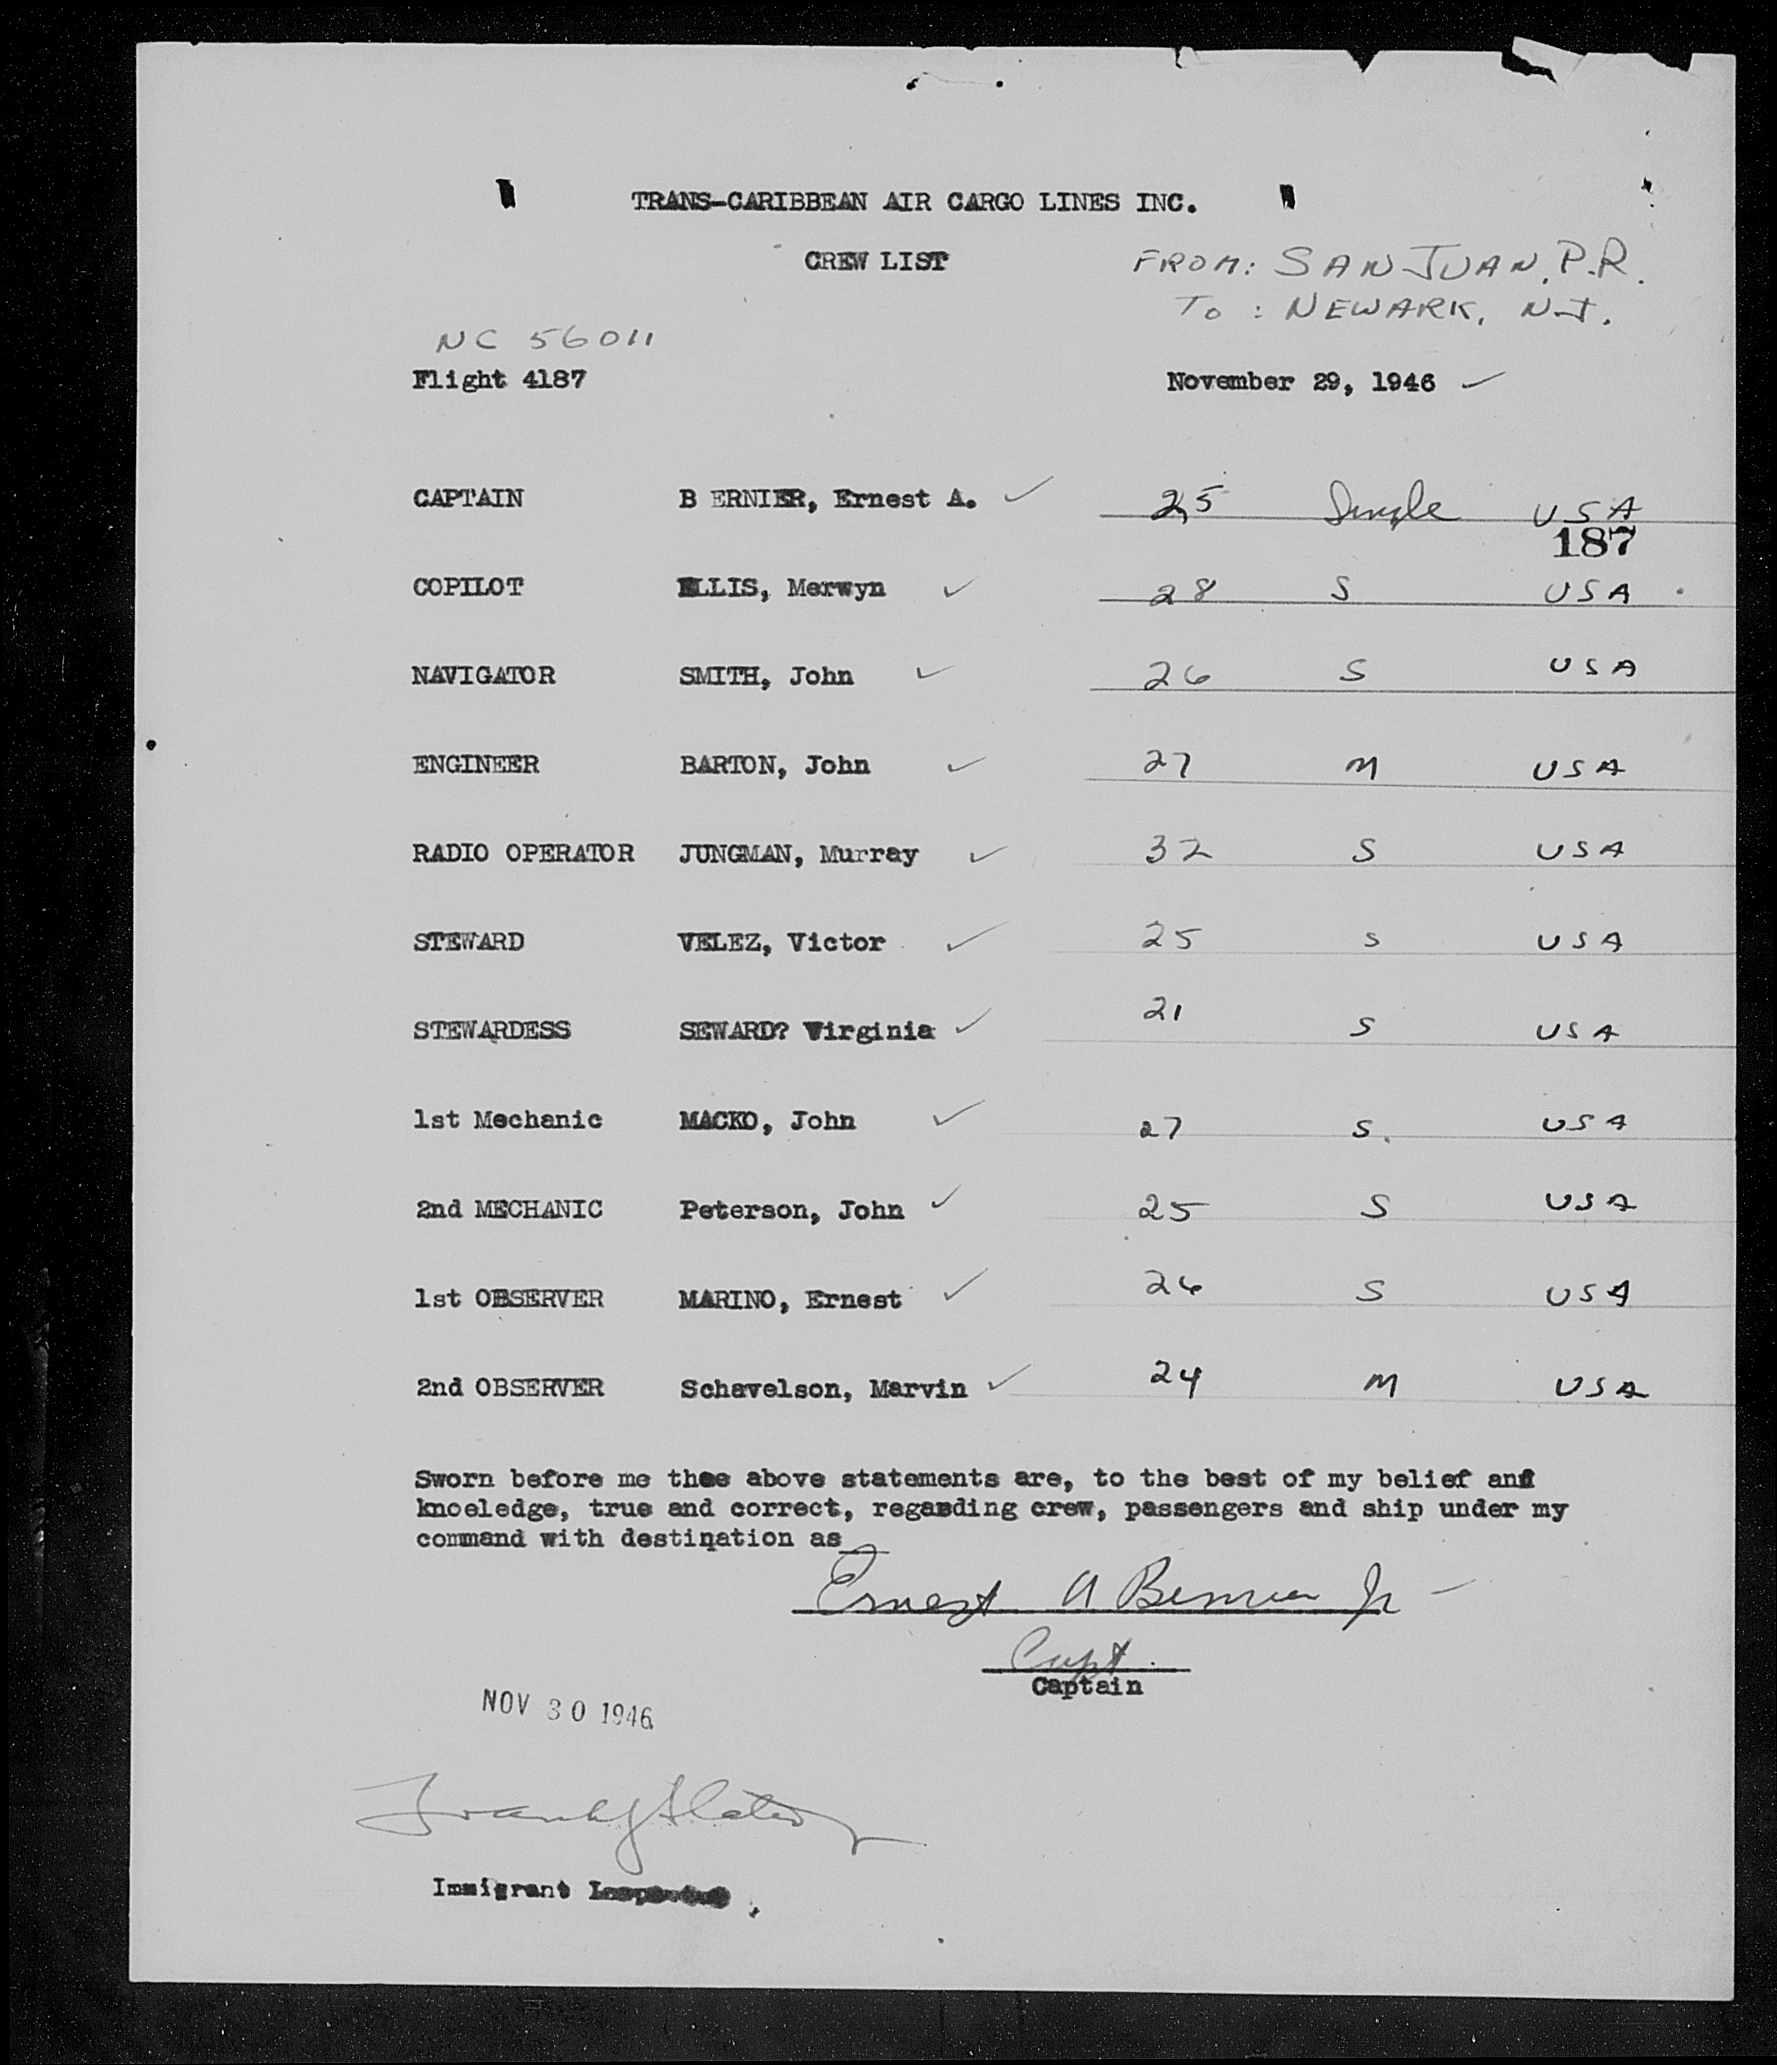 TRANS-CARIBBEAN AIR CARGO LINES INC.
CREW LIST
FROM: SAN JUAN, P.R.
TO: NEWARK, N.J.
NC 56011
Flight 4187 November 29, 1946 ✓
CAPTAIN B ERNIER, Ernest A. ✓ 25 Single USA
187
COPILOT ELLIS, Merwyn ✓ 28 S USA
NAVIGATOR SMITH, John ✓ 26 S USA
ENGINEER BARTON, John ✓ 27 M USA
RADIO OPERATOR JUNGMAN, Murray ✓ 32 S USA
STEWARD VELEZ, Victor ✓ 25 S USA
STEWARDESS SEWARD? Virginia ✓ 21 S USA
1st Mechanic MACKO, John ✓ 27 S. USA
2nd MECHANIC Peterson, John ✓ 25 S USA
1st OBSERVER MARINO, Ernest ✓ 26 S USA
2nd OBSERVER Schavelson, Marvin ✓ 24 M USA
Sworn before me thee above statements are, to the best of my belief and
knoeledge, true and correct, regarding crew, passengers and ship under my
command with destination as
Ernest A Bernier Jr
Capt.
Captain
NOV 30 1946
Immigrant